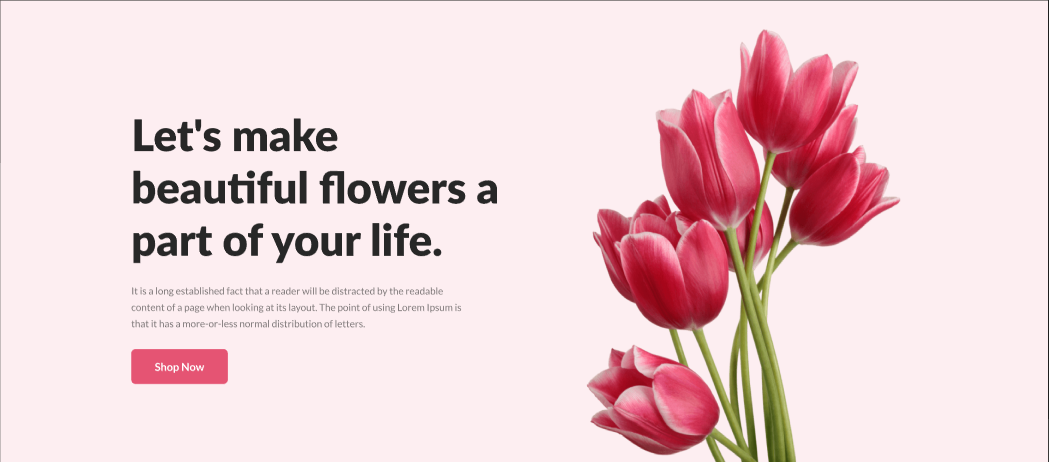 Let's make
beautiful flowers a
part of your life.
It is a long established fact that a reader will be distracted by the readable
content of a page when looking at its layout. The point of using Lorem Ipsum is
that it has a more-or-less normal distribution of letters.
Shop Now